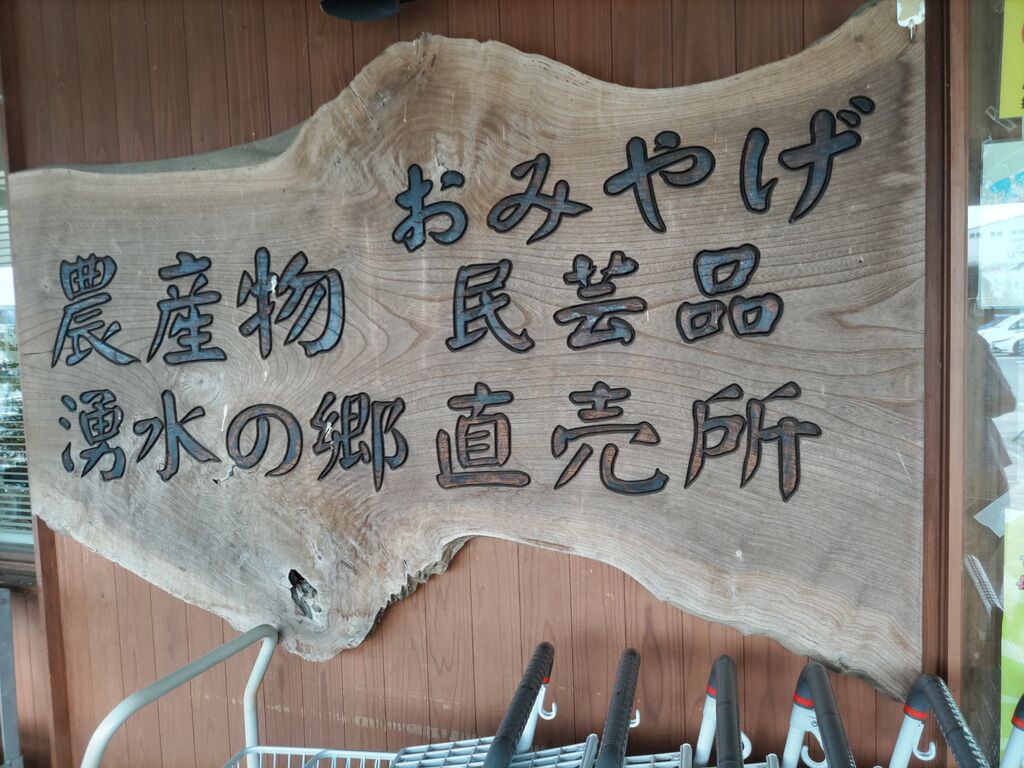 おみやげ
農産物 民芸品
湧水の郷 直売所